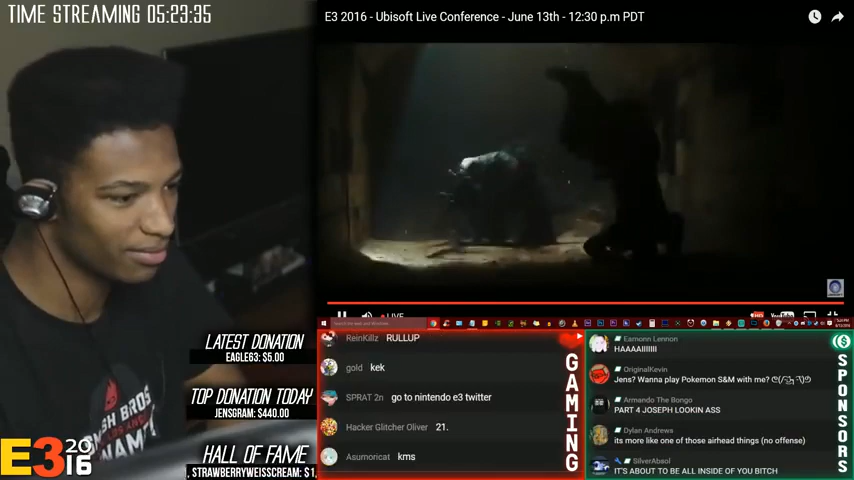 TIME STREAMING 05:23:35
E3 2016 - Ubisoft Live Conference - June 13th - 12:30 p.m PDT
LIVE
LATEST DONATION
EAGLE63: $5.00
TOP DONATION TODAY
JENSGRAM: $440.00
HALL OF FAME
, STRAWBERRYWEISSCREAM: $1,
E3 2016
SMASH BROS
ReinKillz RULLUP
gold kek
SPRAT 2n go to nintendo e3 twitter
Hacker Glitcher Oliver 21.
Asurnoricat kms
GAMING
Eamonn Lennon
HAAAAIIIIIII
OriginalKevin
Jens? Wanna play Pokemon S&M with me?
Armando The Bongo
PART 4 JOSEPH LOOKIN ASS
Dylan Andrews
its more like one of those airhead things (no offense)
SilverAbsol
IT'S ABOUT TO BE ALL INSIDE OF YOU BITCH
SPONSORS